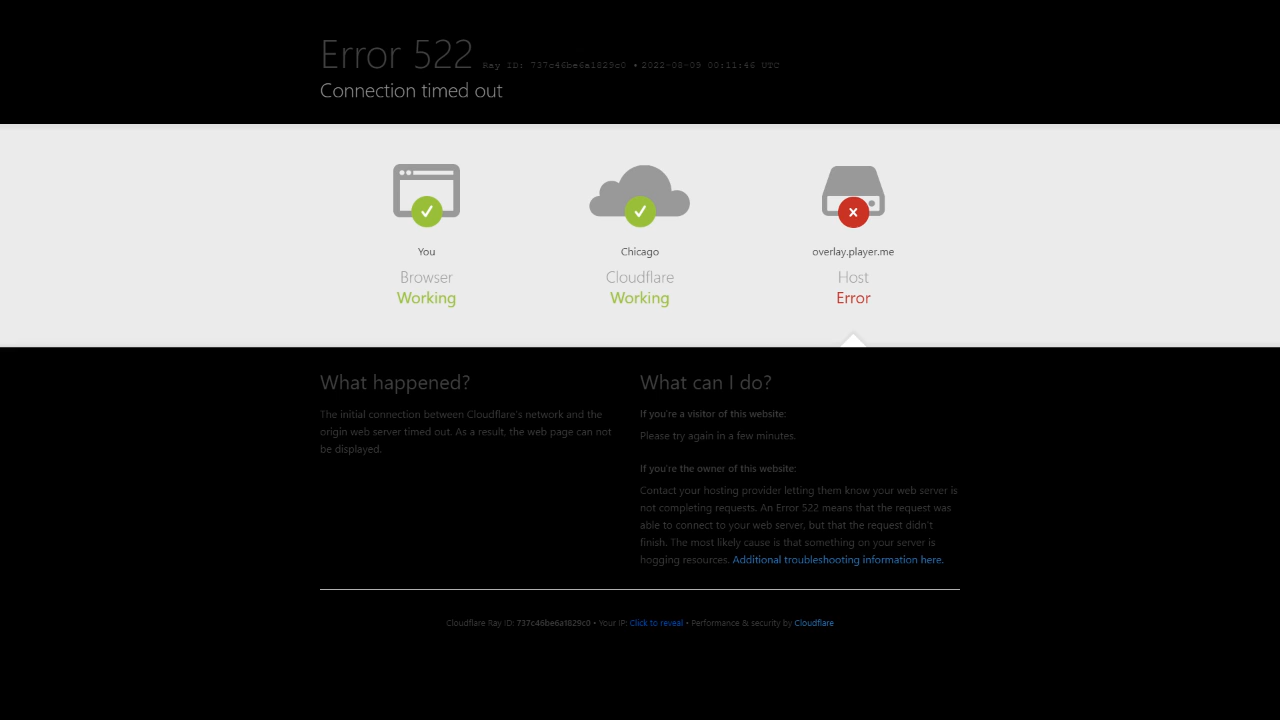 Error 522 Ray ID: 737c46be6a1829c0 • 2022-08-09 00:11:46 UTC
Connection timed out
You
Browser
Working
Chicago
Cloudflare
Working
overlay.player.me
Host
Error
What happened?
The initial connection between Cloudflare's network and the
origin web server timed out. As a result, the web page can not
be displayed.
What can I do?
If you're a visitor of this website:
Please try again in a few minutes.
If you're the owner of this website:
Contact your hosting provider letting them know your web server is
not completing requests. An Error 522 means that the request was
able to connect to your web server, but that the request didn't
finish. The most likely cause is that something on your server is
hogging resources. Additional troubleshooting information here.
Cloudflare Ray ID: 737c46be6a1829c0 • Your IP: Click to reveal • Performance & security by Cloudflare